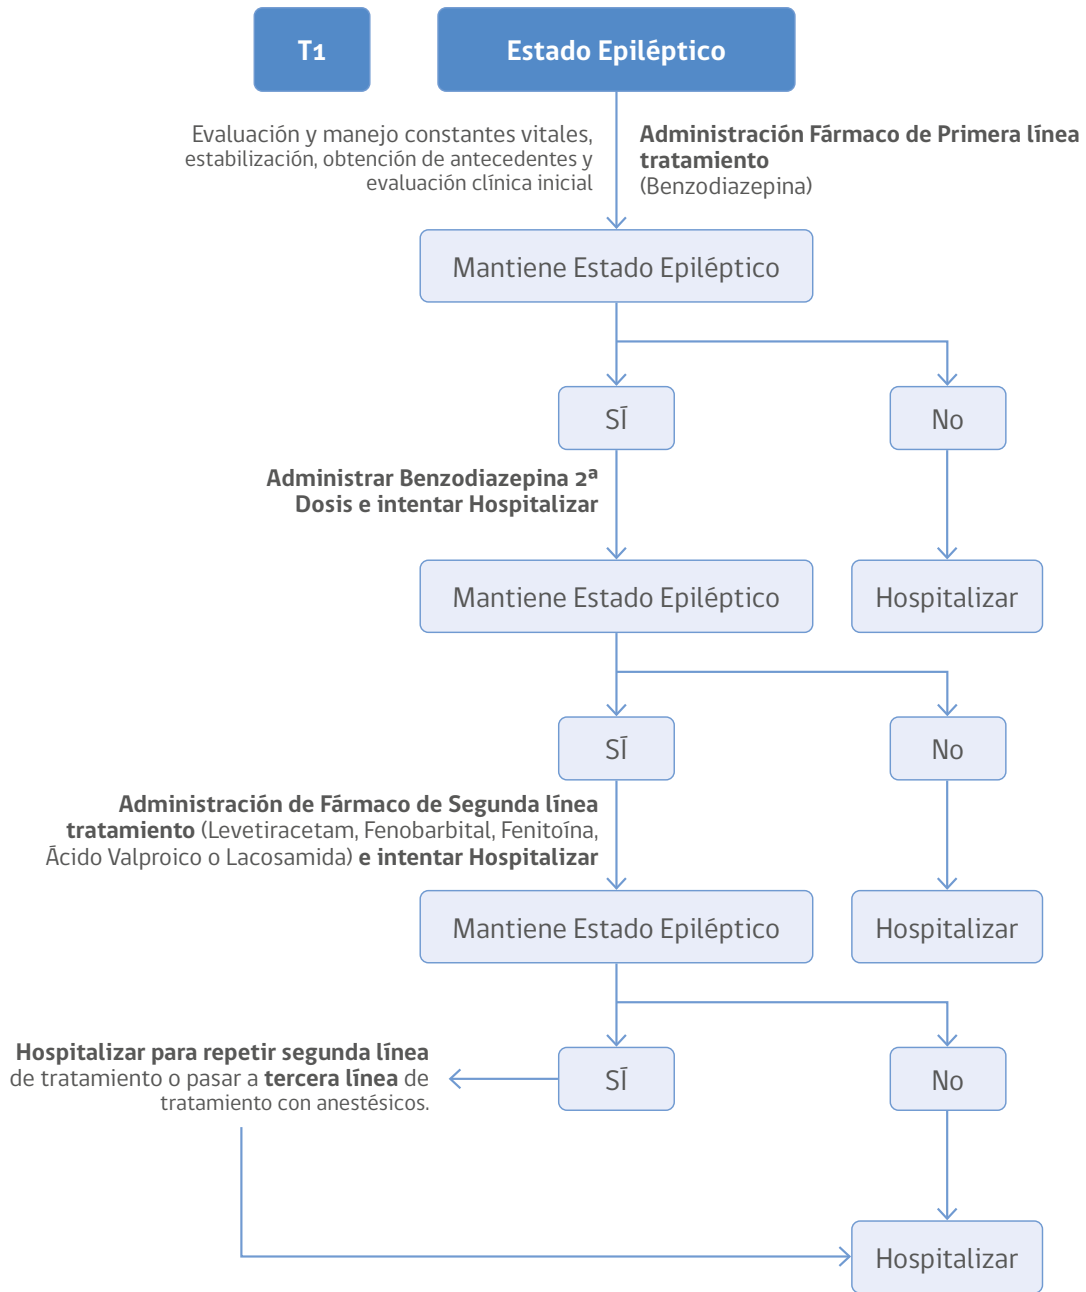 T1
Estado Epiléptico
Evaluación y manejo constantes vitales,
estabilización, obtención de antecedentes y
evaluación clínica inicial
Administración Fármaco de Primera línea
tratamiento
(Benzodiazepina)
Mantiene Estado Epiléptico
SÍ
No
Administrar Benzodiazepina 2ª
Dosis e intentar Hospitalizar
Mantiene Estado Epiléptico
Hospitalizar
SÍ
No
Administración de Fármaco de Segunda línea
tratamiento (Levetiracetam, Fenobarbital, Fenitoína,
Ácido Valproico o Lacosamida) e intentar Hospitalizar
Mantiene Estado Epiléptico
Hospitalizar
Hospitalizar para repetir segunda línea
de tratamiento o pasar a tercera línea de
tratamiento con anestésicos.
SÍ
No
Hospitalizar